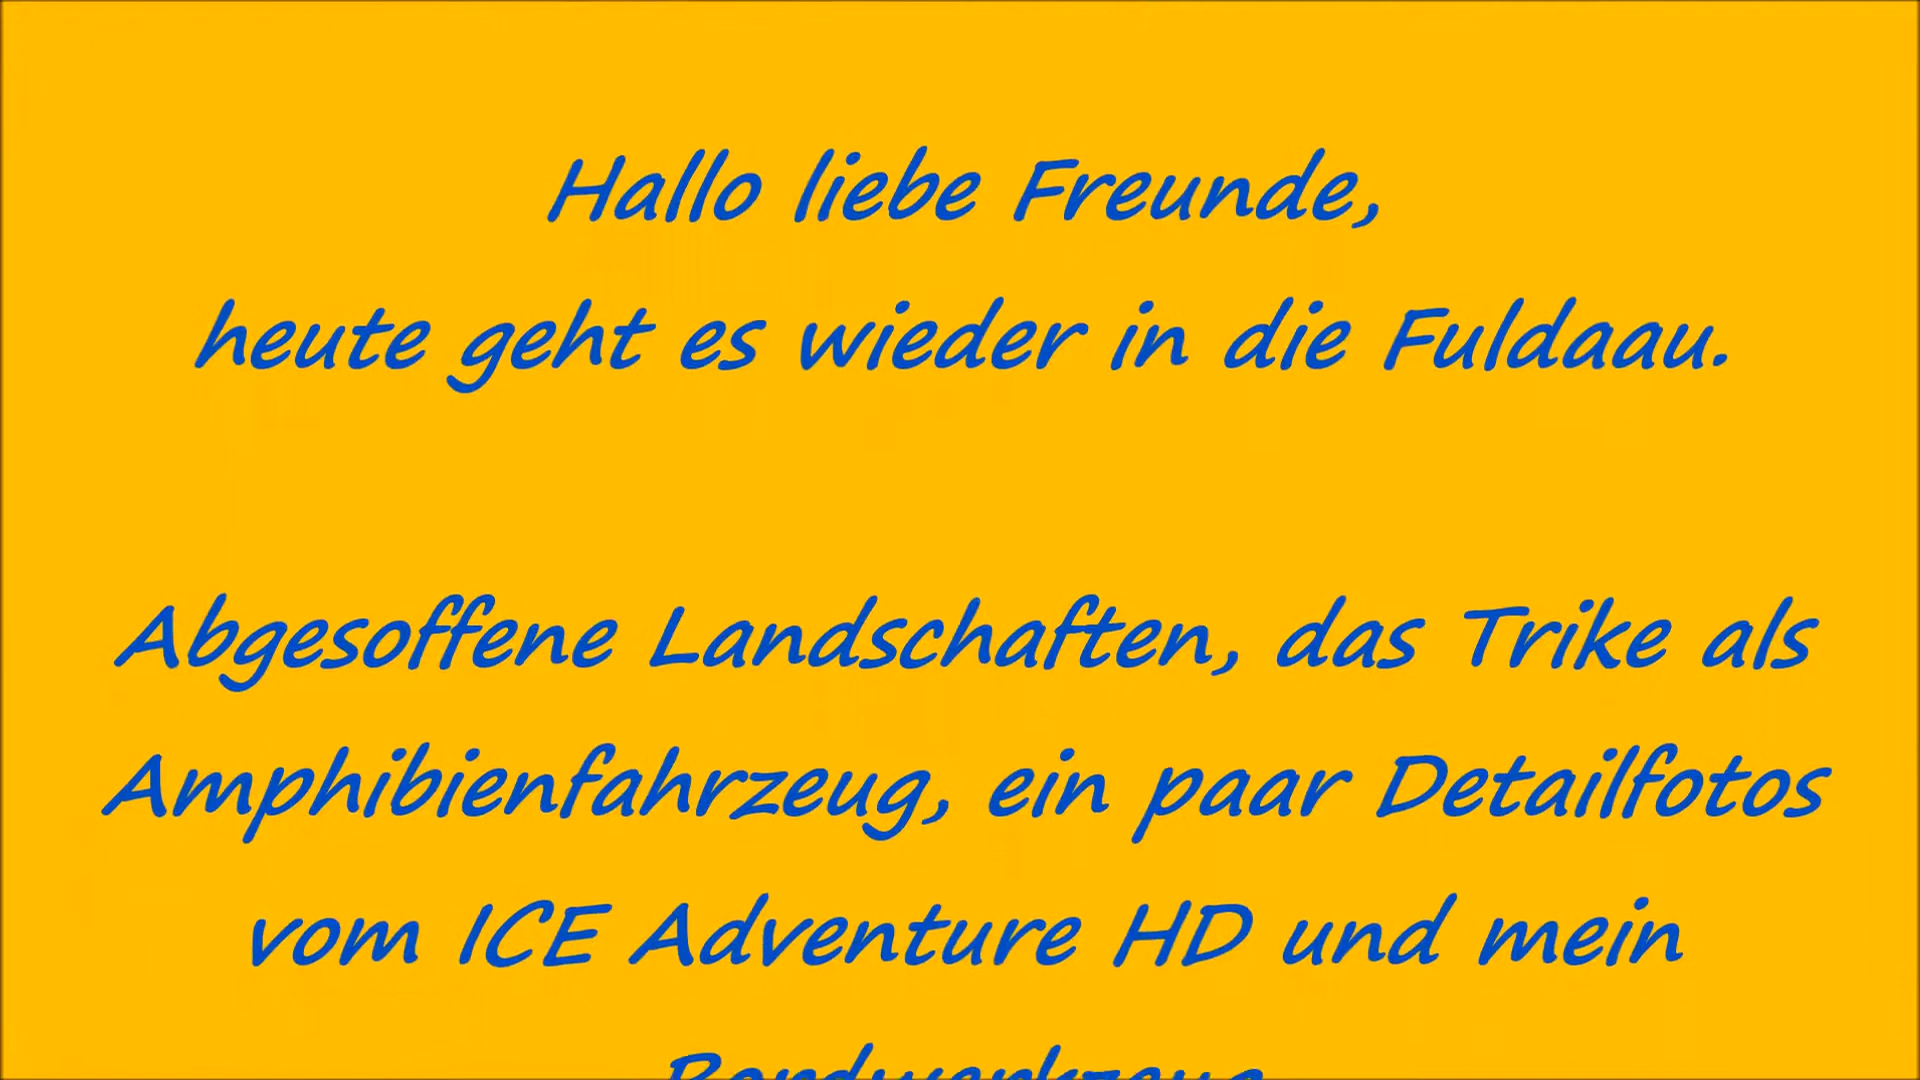 Hallo liebe Freunde,
heute geht es wieder in die Fuldaau.
Abgesoffene Landschaften, das Trike als
Amphibienfahrzeug, ein paar Detailfotos
vom ICE Adventure HD und mein
Bordwerkzeug